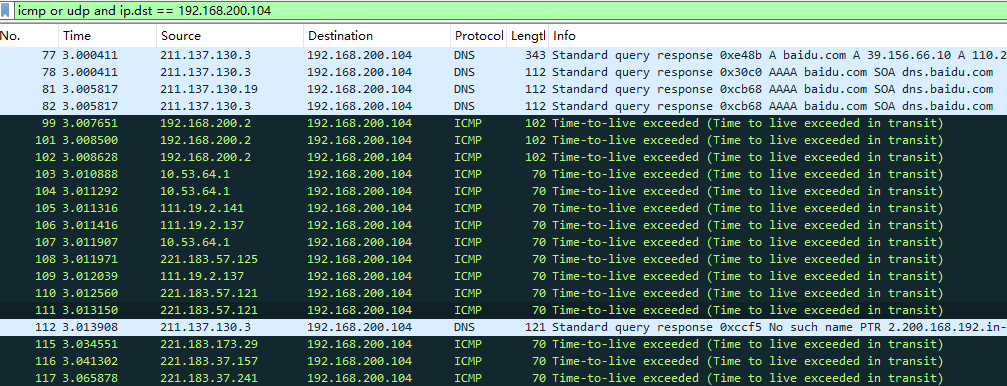 icmp or udp and ip.dst == 192.168.200.104
No. Time Source Destination Protocol Lengtl Info
77 3.000411 211.137.130.3 192.168.200.104 DNS 343 Standard query response 0xe48b A baidu.com A 39.156.66.10 A 110.2
78 3.000411 211.137.130.3 192.168.200.104 DNS 112 Standard query response 0x30c0 AAAA baidu.com SOA dns.baidu.com
81 3.005817 211.137.130.19 192.168.200.104 DNS 112 Standard query response 0xcb68 AAAA baidu.com SOA dns.baidu.com
82 3.005817 211.137.130.3 192.168.200.104 DNS 112 Standard query response 0xcb68 AAAA baidu.com SOA dns.baidu.com
99 3.007651 192.168.200.2 192.168.200.104 ICMP 102 Time-to-live exceeded (Time to live exceeded in transit)
101 3.008500 192.168.200.2 192.168.200.104 ICMP 102 Time-to-live exceeded (Time to live exceeded in transit)
102 3.008628 192.168.200.2 192.168.200.104 ICMP 102 Time-to-live exceeded (Time to live exceeded in transit)
103 3.010888 10.53.64.1 192.168.200.104 ICMP 70 Time-to-live exceeded (Time to live exceeded in transit)
104 3.011292 10.53.64.1 192.168.200.104 ICMP 70 Time-to-live exceeded (Time to live exceeded in transit)
105 3.011316 111.19.2.141 192.168.200.104 ICMP 70 Time-to-live exceeded (Time to live exceeded in transit)
106 3.011416 111.19.2.137 192.168.200.104 ICMP 70 Time-to-live exceeded (Time to live exceeded in transit)
107 3.011907 10.53.64.1 192.168.200.104 ICMP 70 Time-to-live exceeded (Time to live exceeded in transit)
108 3.011971 221.183.57.125 192.168.200.104 ICMP 70 Time-to-live exceeded (Time to live exceeded in transit)
109 3.012039 111.19.2.137 192.168.200.104 ICMP 70 Time-to-live exceeded (Time to live exceeded in transit)
110 3.012560 221.183.57.121 192.168.200.104 ICMP 70 Time-to-live exceeded (Time to live exceeded in transit)
111 3.013150 221.183.57.121 192.168.200.104 ICMP 70 Time-to-live exceeded (Time to live exceeded in transit)
112 3.013908 211.137.130.3 192.168.200.104 DNS 121 Standard query response 0xccf5 No such name PTR 2.200.168.192.in-
115 3.034551 221.183.173.29 192.168.200.104 ICMP 70 Time-to-live exceeded (Time to live exceeded in transit)
116 3.041302 221.183.37.157 192.168.200.104 ICMP 70 Time-to-live exceeded (Time to live exceeded in transit)
117 3.065878 221.183.37.241 192.168.200.104 ICMP 70 Time-to-live exceeded (Time to live exceeded in transit)